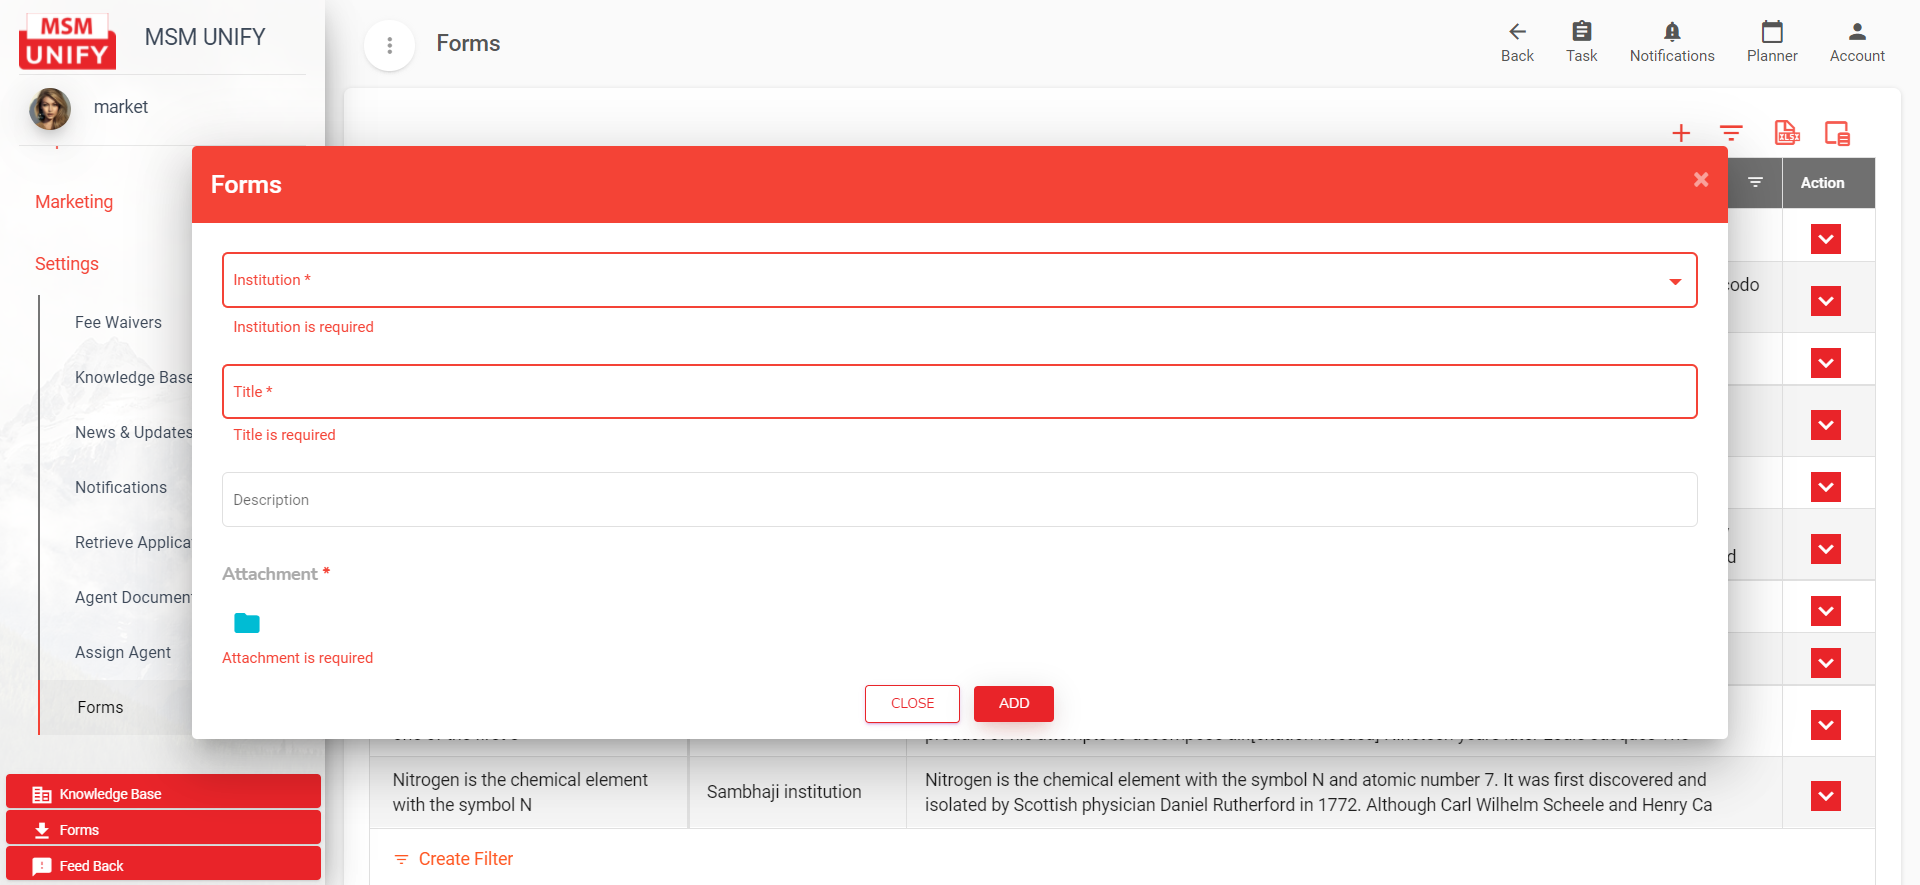 MSM
UNIFY
MSM UNIFY
market
Marketing
Settings
Fee Waivers
Knowledge Base
News & Updates
Notifications
Retrieve Applica
Agent Documen
Assign Agent
Forms
Knowledge Base
Forms
Feed Back
Forms
Back
Task
Notifications
Planner
Account
Action
codo
d
Forms
×
Institution *
Institution is required
Title *
Title is required
Description
Attachment *
Attachment is required
CLOSE
ADD
Nitrogen is the chemical element
with the symbol N
Sambhaji institution
Nitrogen is the chemical element with the symbol N and atomic number 7. It was first discovered and
isolated by Scottish physician Daniel Rutherford in 1772. Although Carl Wilhelm Scheele and Henry Ca
Create Filter